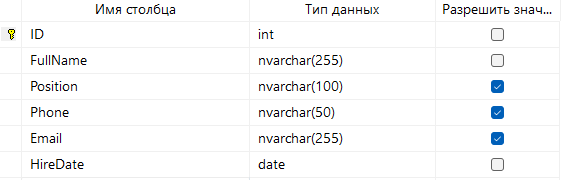 Имя столбца Тип данных Разрешить знач...
ID int
FullName nvarchar(255)
Position nvarchar(100)
Phone nvarchar(50)
Email nvarchar(255)
HireDate date